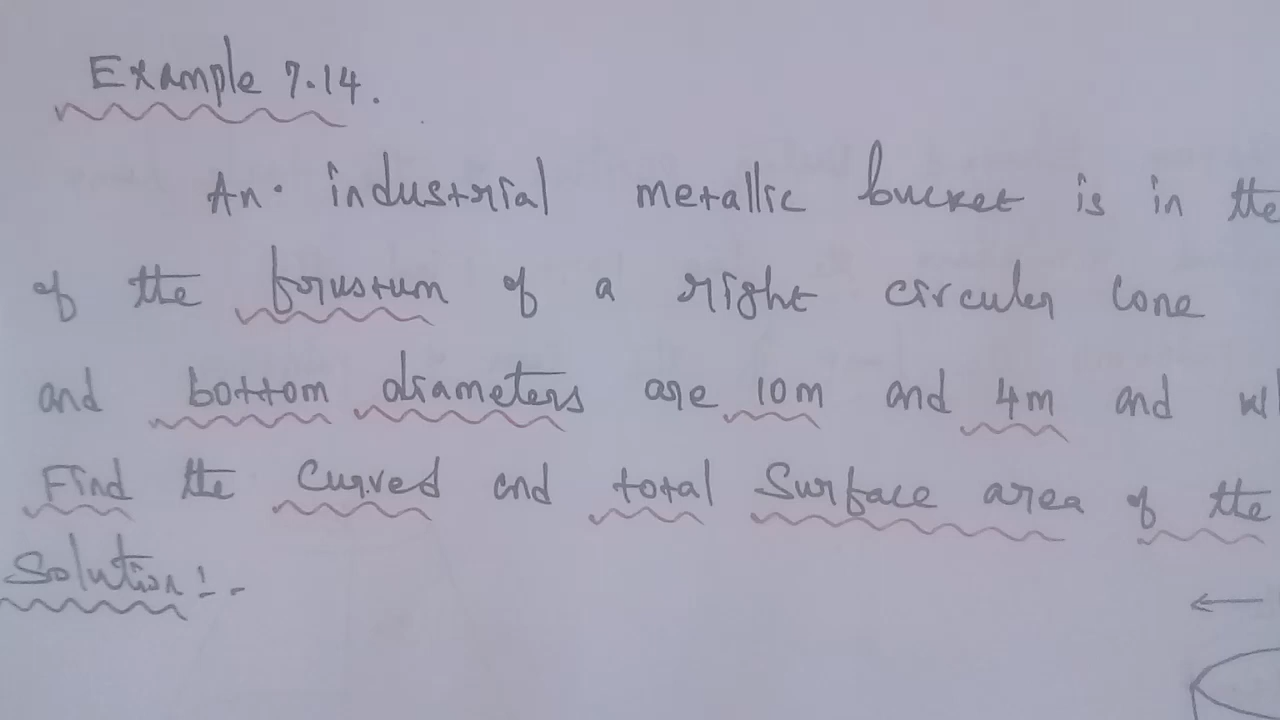 Example 7.14.
An. industrial metallic bucket is in the
of the frustum of a right circular Cone
and bottom diameters are 10m and 4m and
Find the Curved and total Surface area of the
Solution:-